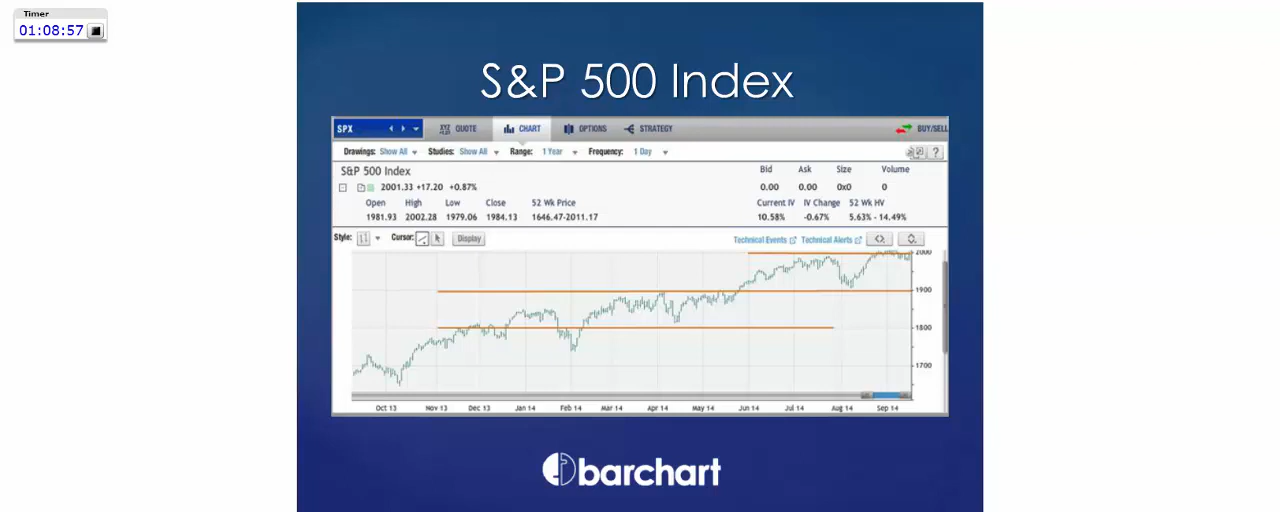 Timer
01:08:57
S&P 500 Index
SPX QUOTE CHART OPTIONS STRATEGY BUY/SELL
Drawings: Show All Studies: Show All Range: 1 Year Frequency: 1 Day ?
S&P 500 Index Bid Ask Size Volume
2001.33 +17.20 +0.87% 0.00 0.00 0x0 0
Open High Low Close 52 Wk Price Current IV IV Change 52 Wk HV
1981.93 2002.28 1979.06 1984.13 1646.47-2011.17 10.58% -0.67% 5.63% - 14.49%
Style: Cursor: Display Technical Events Technical Alerts
2000
1900
1800
1700
Oct 13 Nov 13 Dec 13 Jan 14 Feb 14 Mar 14 Apr 14 May 14 Jun 14 Jul 14 Aug 14 Sep 14
barchart